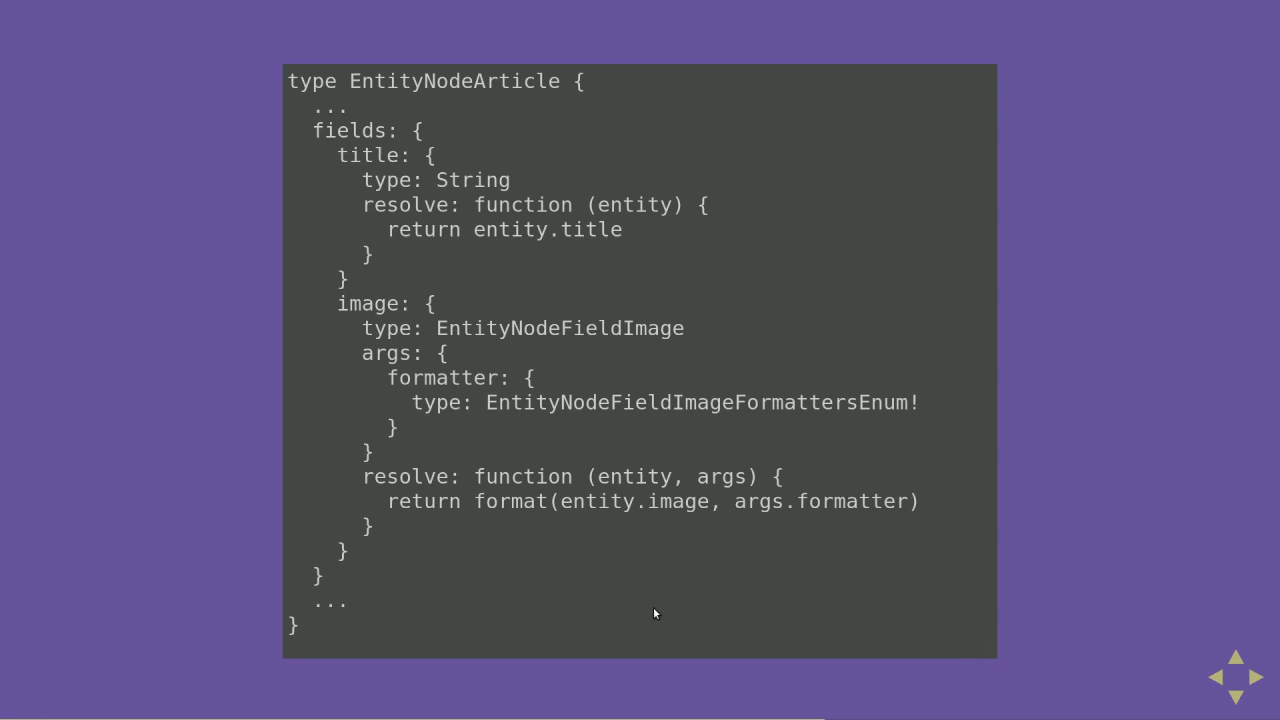 type EntityNodeArticle {
  ...
  fields: {
    title: {
      type: String
      resolve: function (entity) {
        return entity.title
      }
    }
    image: {
      type: EntityNodeFieldImage
      args: {
        formatter: {
          type: EntityNodeFieldImageFormattersEnum!
        }
      }
      resolve: function (entity, args) {
        return format(entity.image, args.formatter)
      }
    }
  }
  ...
}